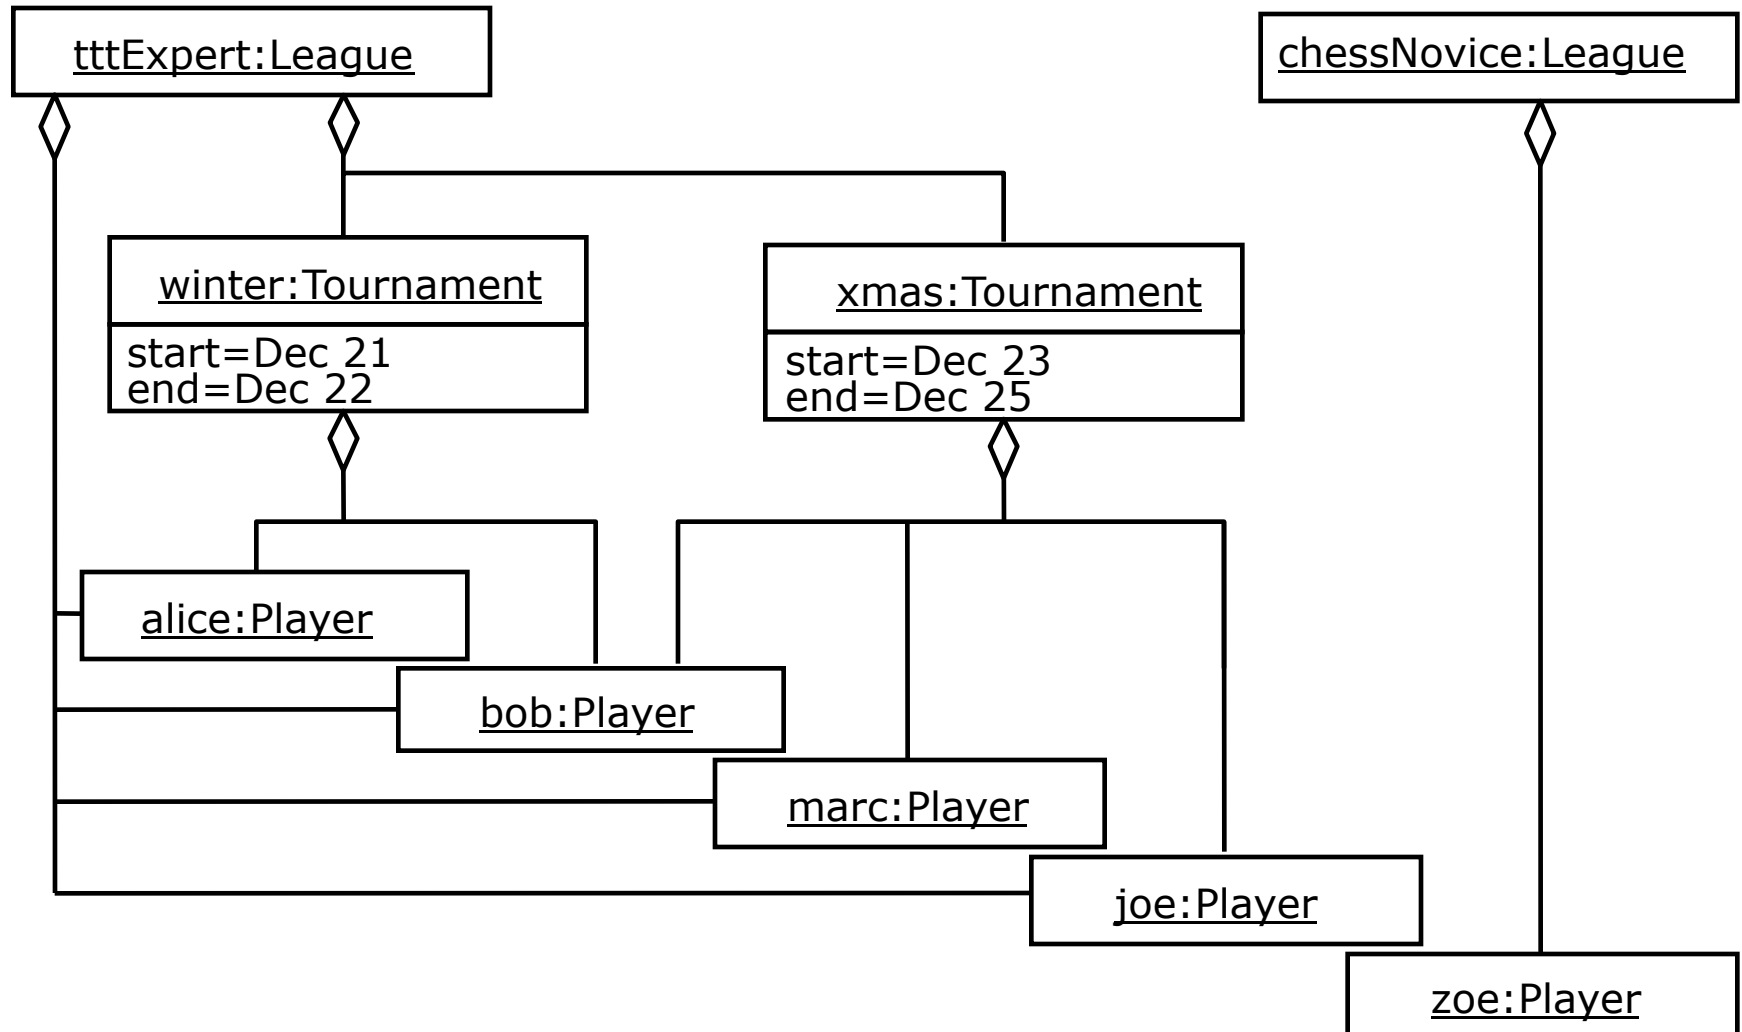 tttExpert:League
chessNovice:League
winter:Tournament
start=Dec 21
end=Dec 22
xmas:Tournament
start=Dec 23
end=Dec 25
alice:Player
bob:Player
marc:Player
joe:Player
zoe:Player